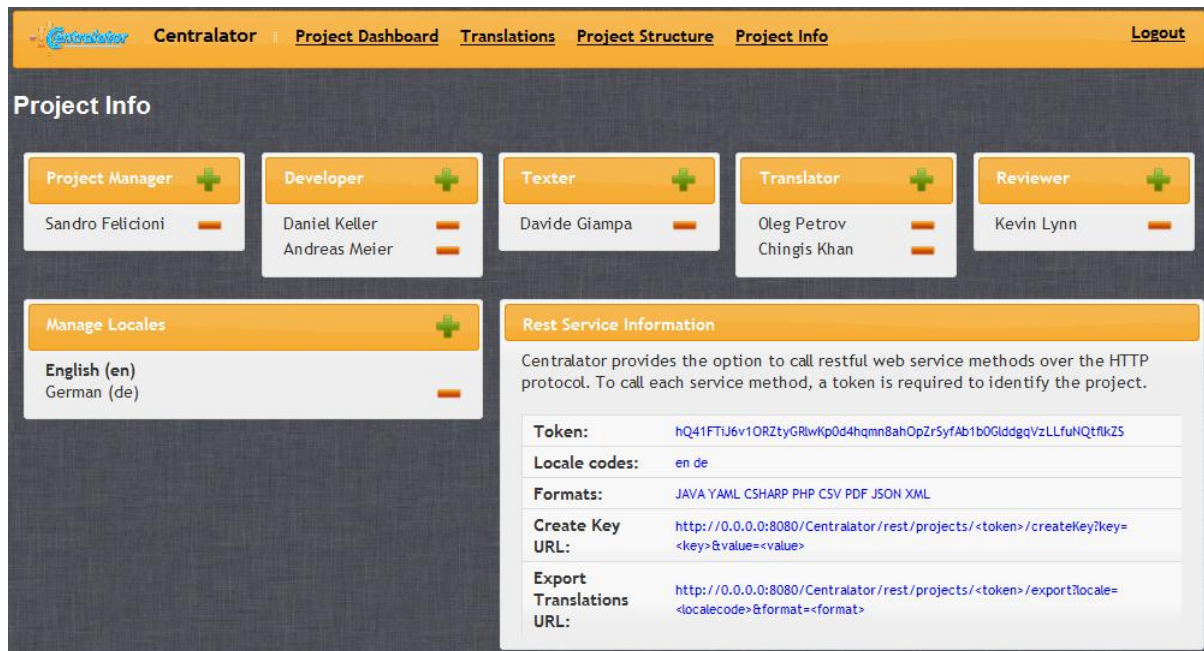 Centralator Centralator Project Dashboard Translations Project Structure Project Info Logout
Project Info
Project Manager
Sandro Felicioni
Developer
Daniel Keller
Andreas Meier
Texter
Davide Giampa
Translator
Oleg Petrov
Chingis Khan
Reviewer
Kevin Lynn
Manage Locales
English (en)
German (de)
Rest Service Information
Centralator provides the option to call restful web service methods over the HTTP
protocol. To call each service method, a token is required to identify the project.
Token:
Locale codes: en de
Formats: JAVA YAML CSHARP PHP CSV PDF JSON XML
Create Key
URL:
http://0.0.0.0:8080/Centralator/rest/projects/<token>/createKey?key=
<key>&value=<value>
Export
Translations
URL:
http://0.0.0.0:8080/Centralator/rest/projects/<token>/export?locale=
<localecode>&format=<format>